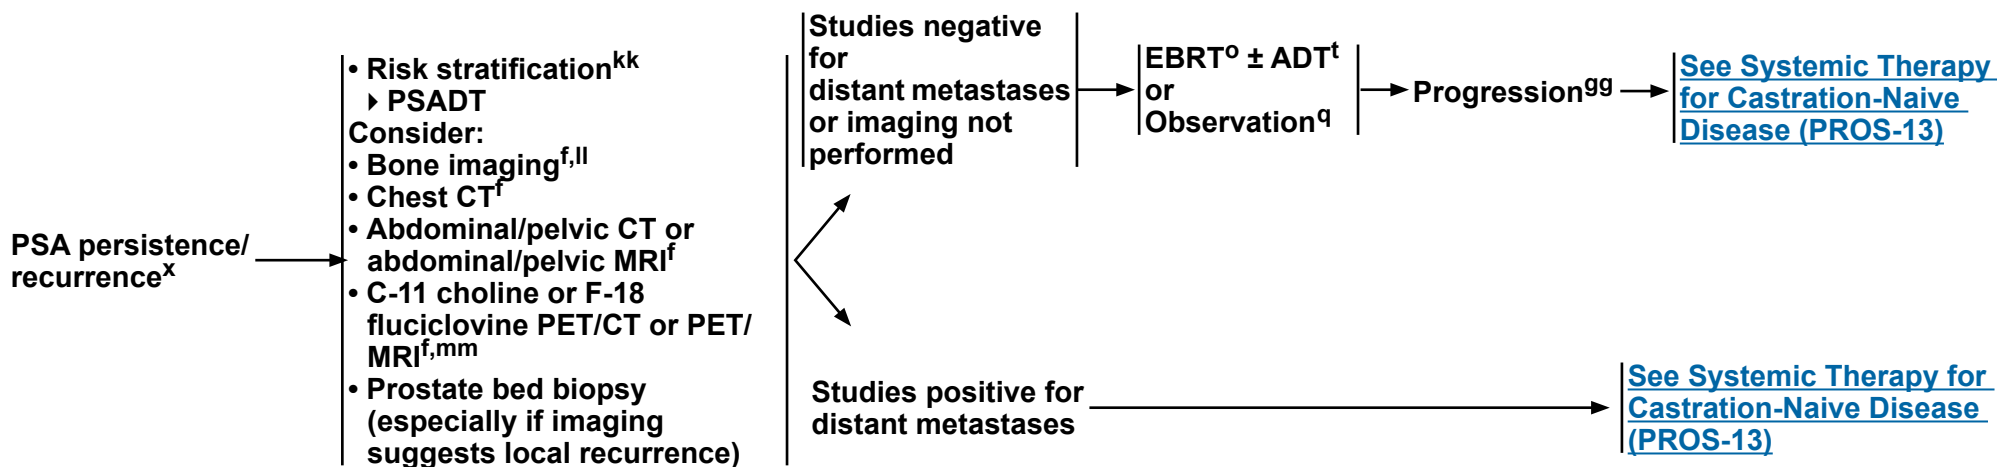 PSA persistence/
recurrencex
• Risk stratificationkk
▸ PSADT
Consider:
• Bone imagingf,ll
• Chest CTf
• Abdominal/pelvic CT or
abdominal/pelvic MRIf
• C-11 choline or F-18
fluciclovine PET/CT or PET/
MRIf,mm
• Prostate bed biopsy
(especially if imaging
suggests local recurrence)
Studies negative
for
distant metastases
or imaging not
performed
EBRTo ± ADTt
or
Observationq
Progressiongg
See Systemic Therapy
for Castration-Naive
Disease (PROS-13)
Studies positive for
distant metastases
See Systemic Therapy for
Castration-Naive Disease
(PROS-13)